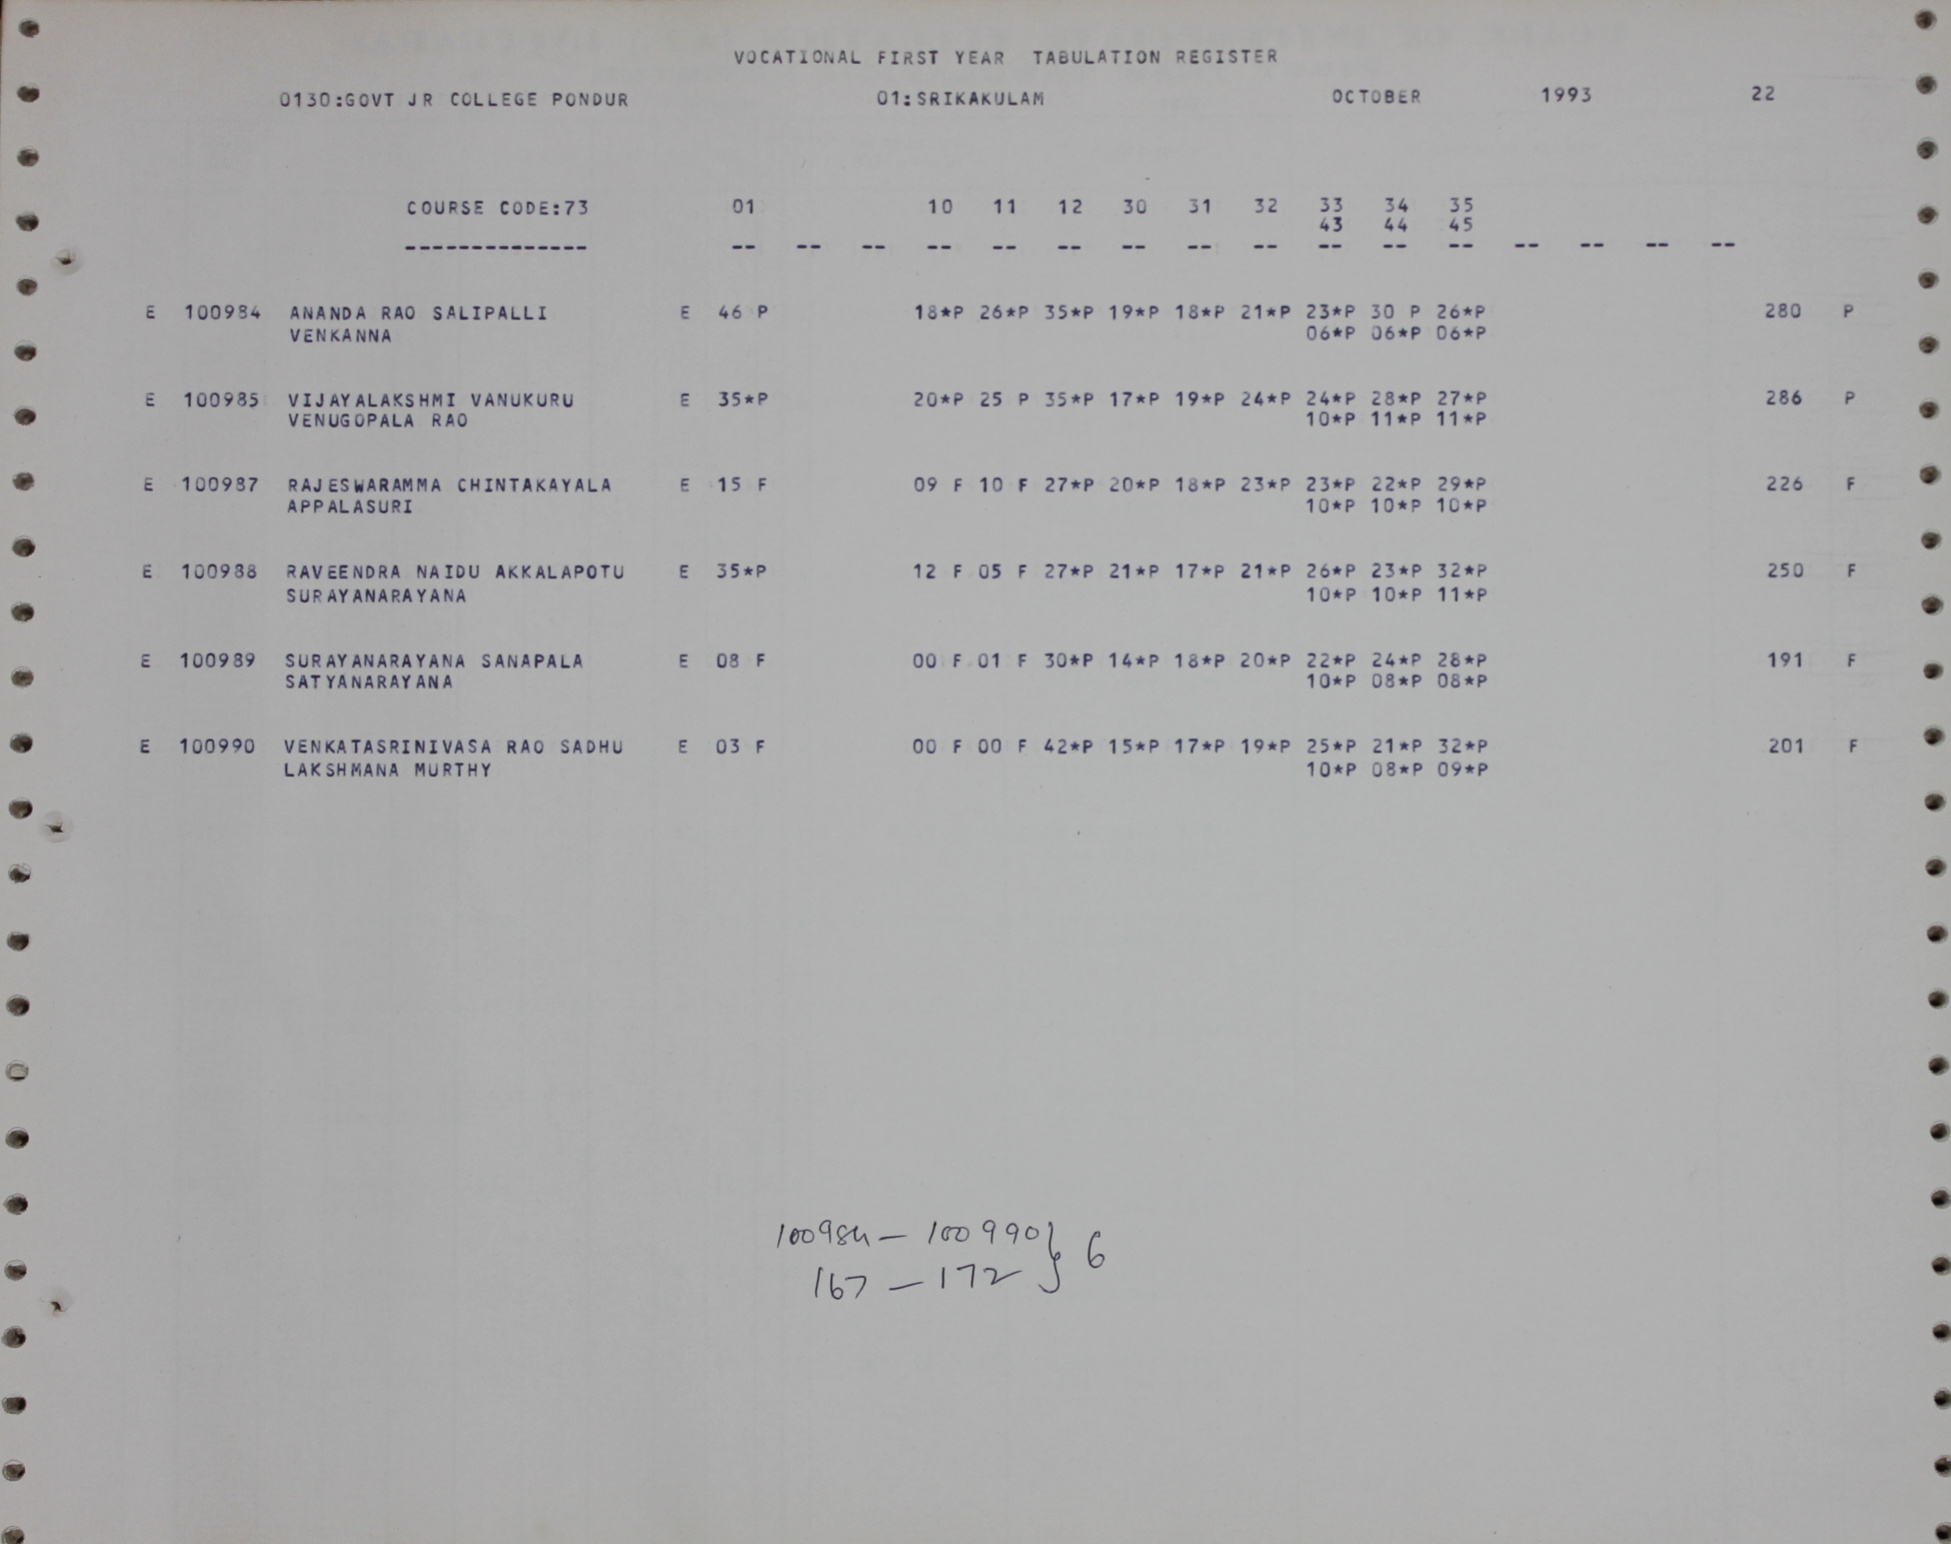 VOCATIONAL FIRST YEAR TABULATION REGISTER
0130:GOVT JR COLLEGE PONDUR 01:SRIKAKULAM OCTOBER 1993 22
COURSE CODE:73 01 10 11 12 30 31 32 33 34 35
43 44 45
-------------- -- -- -- -- -- -- -- -- -- -- -- -- -- -- -- --
E 100984 ANANDA RAO SALIPALLI E 46 P 18*P 26*P 35*P 19*P 18*P 21*P 23*P 30 P 26*P 280 P
VENKANNA 06*P 06*P 06*P
E 100985 VIJAYALAKSHMI VANUKURU E 35*P 20*P 25 P 35*P 17*P 19*P 24*P 24*P 28*P 27*P 286 P
VENUGOPALA RAO 10*P 11*P 11*P
E 100987 RAJESWARAMMA CHINTAKAYALA E 15 F 09 F 10 F 27*P 20*P 18*P 23*P 23*P 22*P 29*P 226 F
APPALASURI 10*P 10*P 10*P
E 100988 RAVEENDRA NAIDU AKKALAPOTU E 35*P 12 F 05 F 27*P 21*P 17*P 21*P 26*P 23*P 32*P 250 F
SURAYANARAYANA 10*P 10*P 11*P
E 100989 SURAYANARAYANA SANAPALA E 08 F 00 F 01 F 30*P 14*P 18*P 20*P 22*P 24*P 28*P 191 F
SATYANARAYANA 10*P 08*P 08*P
E 100990 VENKATASRINIVASA RAO SADHU E 03 F 00 F 00 F 42*P 15*P 17*P 19*P 25*P 21*P 32*P 201 F
LAKSHMANA MURTHY 10*P 08*P 09*P
100984 — 100990 } 6
167 — 172